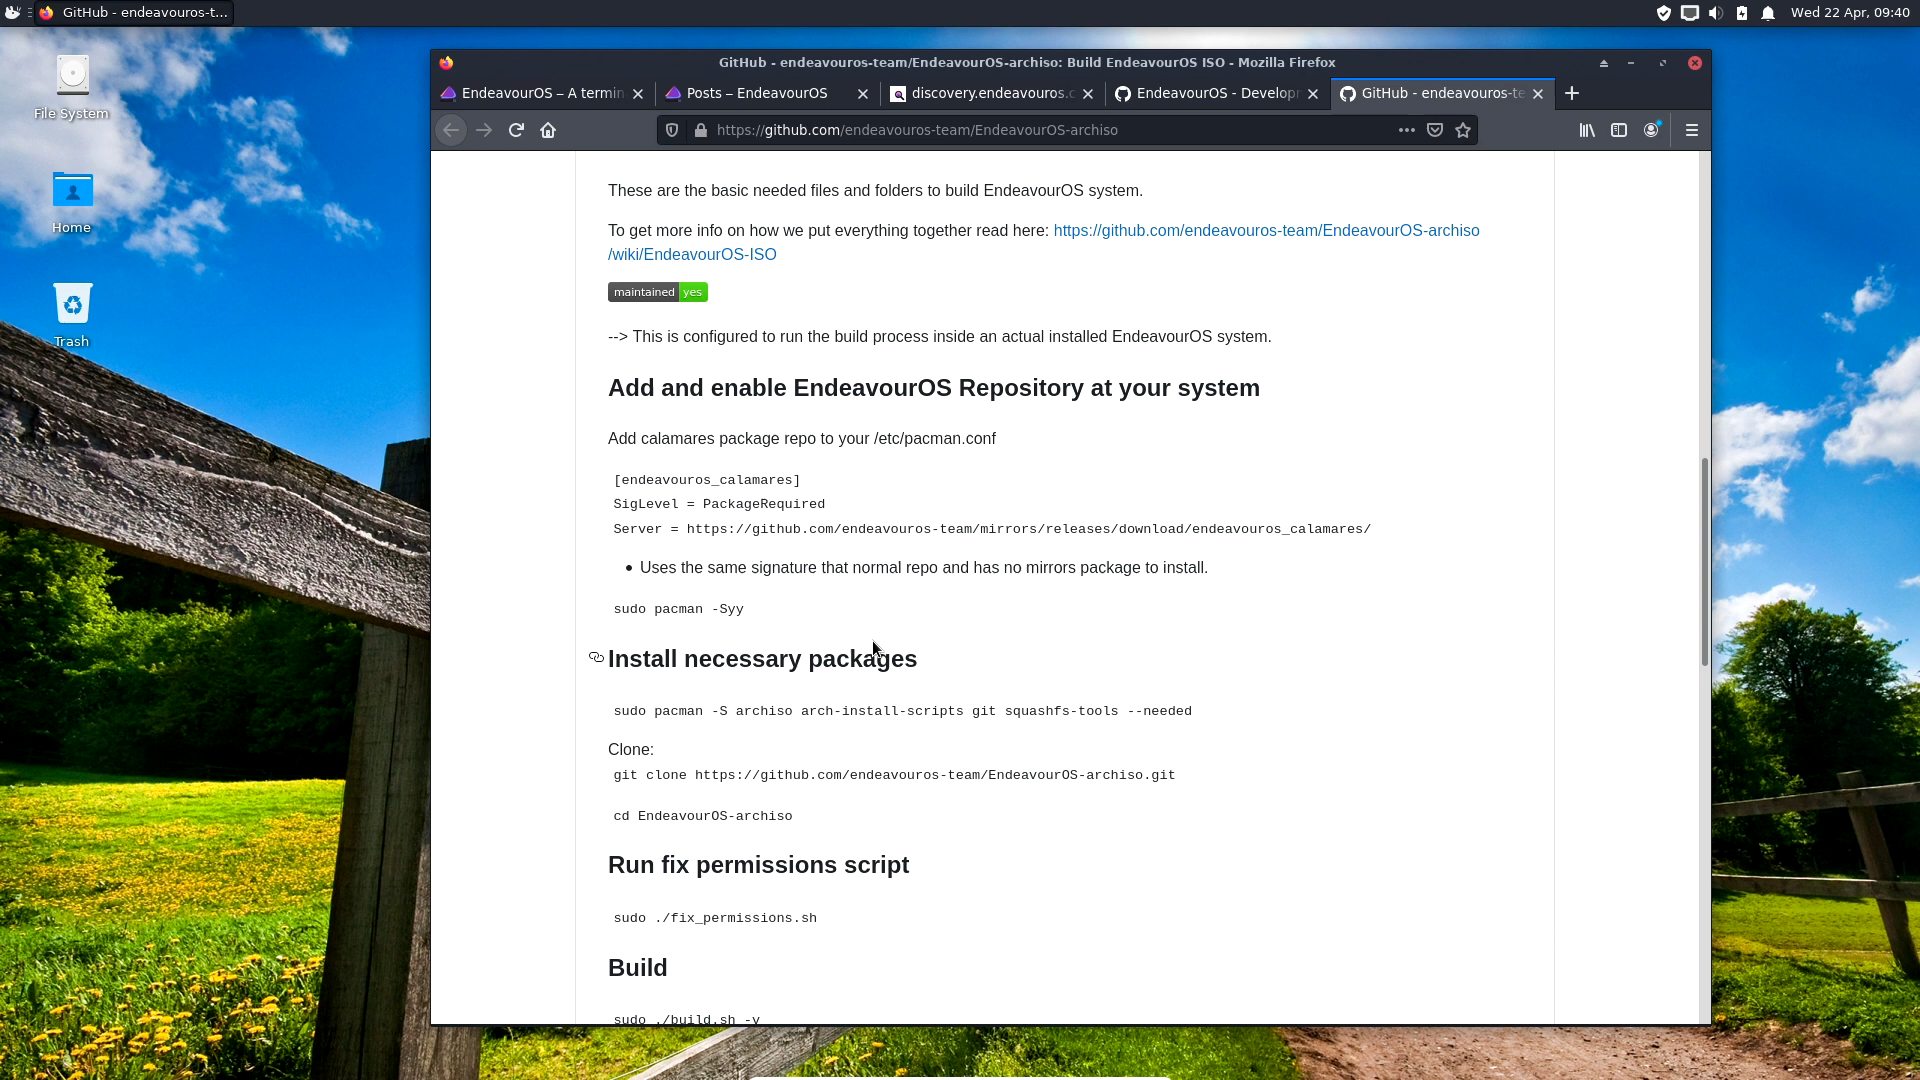 GitHub - endeavouros-t...
Wed 22 Apr, 09:40
File System
Home
Trash
GitHub - endeavouros-team/EndeavourOS-archiso: Build EndeavourOS ISO - Mozilla Firefox
EndeavourOS – A termin
Posts – EndeavourOS
discovery.endeavouros.c
EndeavourOS - Develop
GitHub - endeavouros-te
https://github.com/endeavouros-team/EndeavourOS-archiso
These are the basic needed files and folders to build EndeavourOS system.
To get more info on how we put everything together read here: https://github.com/endeavouros-team/EndeavourOS-archiso
/wiki/EndeavourOS-ISO
maintained yes
--> This is configured to run the build process inside an actual installed EndeavourOS system.
Add and enable EndeavourOS Repository at your system
Add calamares package repo to your /etc/pacman.conf
[endeavouros_calamares]
SigLevel = PackageRequired
Server = https://github.com/endeavouros-team/mirrors/releases/download/endeavouros_calamares/
• Uses the same signature that normal repo and has no mirrors package to install.
sudo pacman -Syy
Install necessary packages
sudo pacman -S archiso arch-install-scripts git squashfs-tools --needed
Clone:
git clone https://github.com/endeavouros-team/EndeavourOS-archiso.git
cd EndeavourOS-archiso
Run fix permissions script
sudo ./fix_permissions.sh
Build
sudo ./build.sh -v